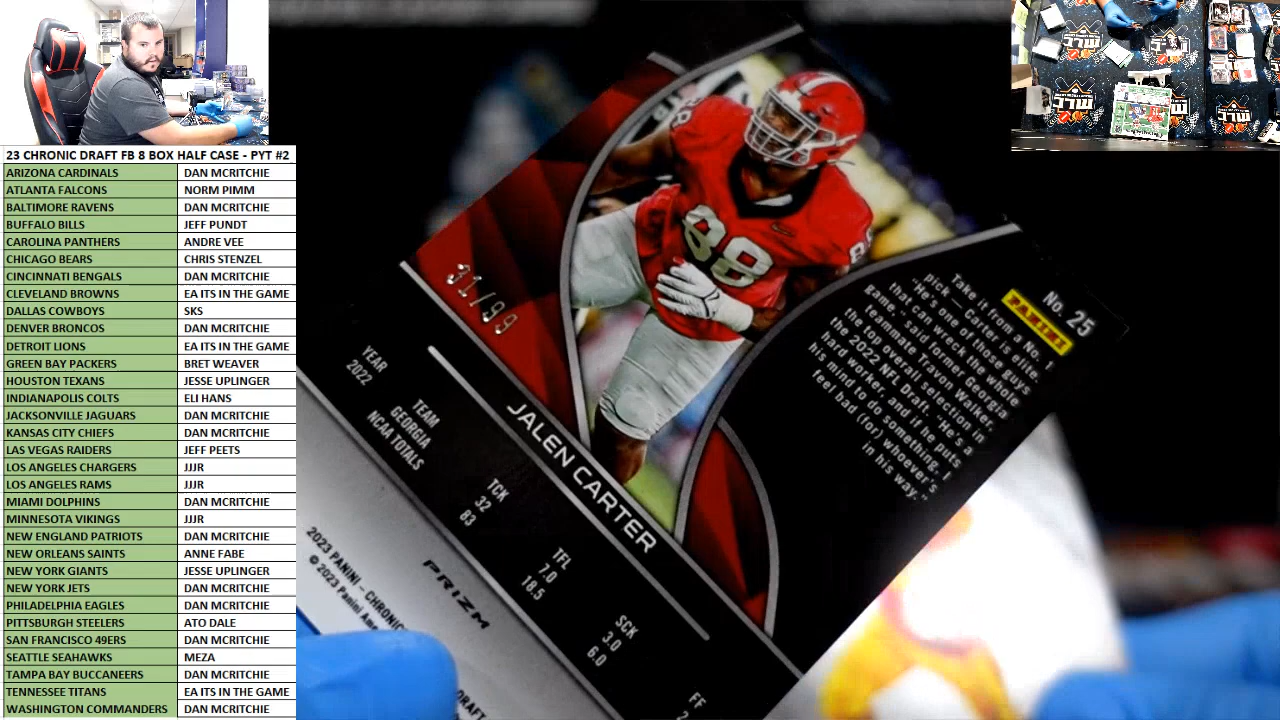 23 CHRONIC DRAFT FB 8 BOX HALF CASE - PYT #2
ARIZONA CARDINALS DAN MCRITCHIE
ATLANTA FALCONS NORM PIMM
BALTIMORE RAVENS DAN MCRITCHIE
BUFFALO BILLS JEFF PUNDT
CAROLINA PANTHERS ANDRE VEE
CHICAGO BEARS CHRIS STENZEL
CINCINNATI BENGALS DAN MCRITCHIE
CLEVELAND BROWNS EA ITS IN THE GAME
DALLAS COWBOYS SKS
DENVER BRONCOS DAN MCRITCHIE
DETROIT LIONS EA ITS IN THE GAME
GREEN BAY PACKERS BRET WEAVER
HOUSTON TEXANS JESSE UPLINGER
INDIANAPOLIS COLTS ELI HANS
JACKSONVILLE JAGUARS DAN MCRITCHIE
KANSAS CITY CHIEFS DAN MCRITCHIE
LAS VEGAS RAIDERS JEFF PEETS
LOS ANGELES CHARGERS JJJR
LOS ANGELES RAMS JJJR
MIAMI DOLPHINS DAN MCRITCHIE
MINNESOTA VIKINGS JJJR
NEW ENGLAND PATRIOTS DAN MCRITCHIE
NEW ORLEANS SAINTS ANNE FABE
NEW YORK GIANTS JESSE UPLINGER
NEW YORK JETS DAN MCRITCHIE
PHILADELPHIA EAGLES DAN MCRITCHIE
PITTSBURGH STEELERS ATO DALE
SAN FRANCISCO 49ERS DAN MCRITCHIE
SEATTLE SEAHAWKS MEZA
TAMPA BAY BUCCANEERS DAN MCRITCHIE
TENNESSEE TITANS EA ITS IN THE GAME
WASHINGTON COMMANDERS DAN MCRITCHIE
88
88
31/99
No. 25
PANINI
Take it from a No. 1
pick — Carter is elite.
"He's one of those guys
that can wreck the whole
game," said former Georgia
teammate Travon Walker,
the top overall selection in
the 2022 NFL Draft. "He's a
hard worker, and if he puts
his mind to do something, I
feel bad (for) whoever's
in his way."
JALEN CARTER
YEAR TEAM TCK TFL SCK FF
2022 GEORGIA 32 7.0 3.0 2
NCAA TOTALS 83 18.5 6.0
PRIZM
2023 PANINI – CHRONIC
© 2023 Panini Ame
DRAFT